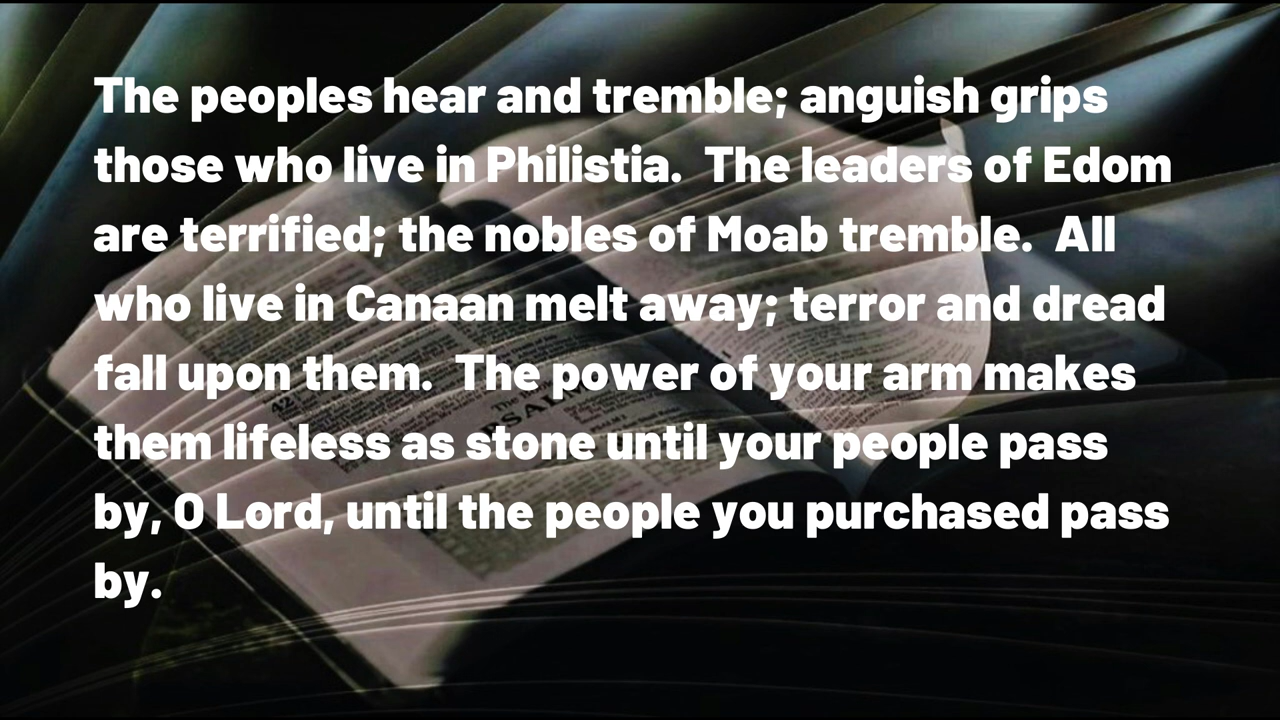 The peoples hear and tremble; anguish grips
those who live in Philistia.  The leaders of Edom
are terrified; the nobles of Moab tremble.  All
who live in Canaan melt away; terror and dread
fall upon them.  The power of your arm makes
them lifeless as stone until your people pass
by, O Lord, until the people you purchased pass
by.
42
PSALM